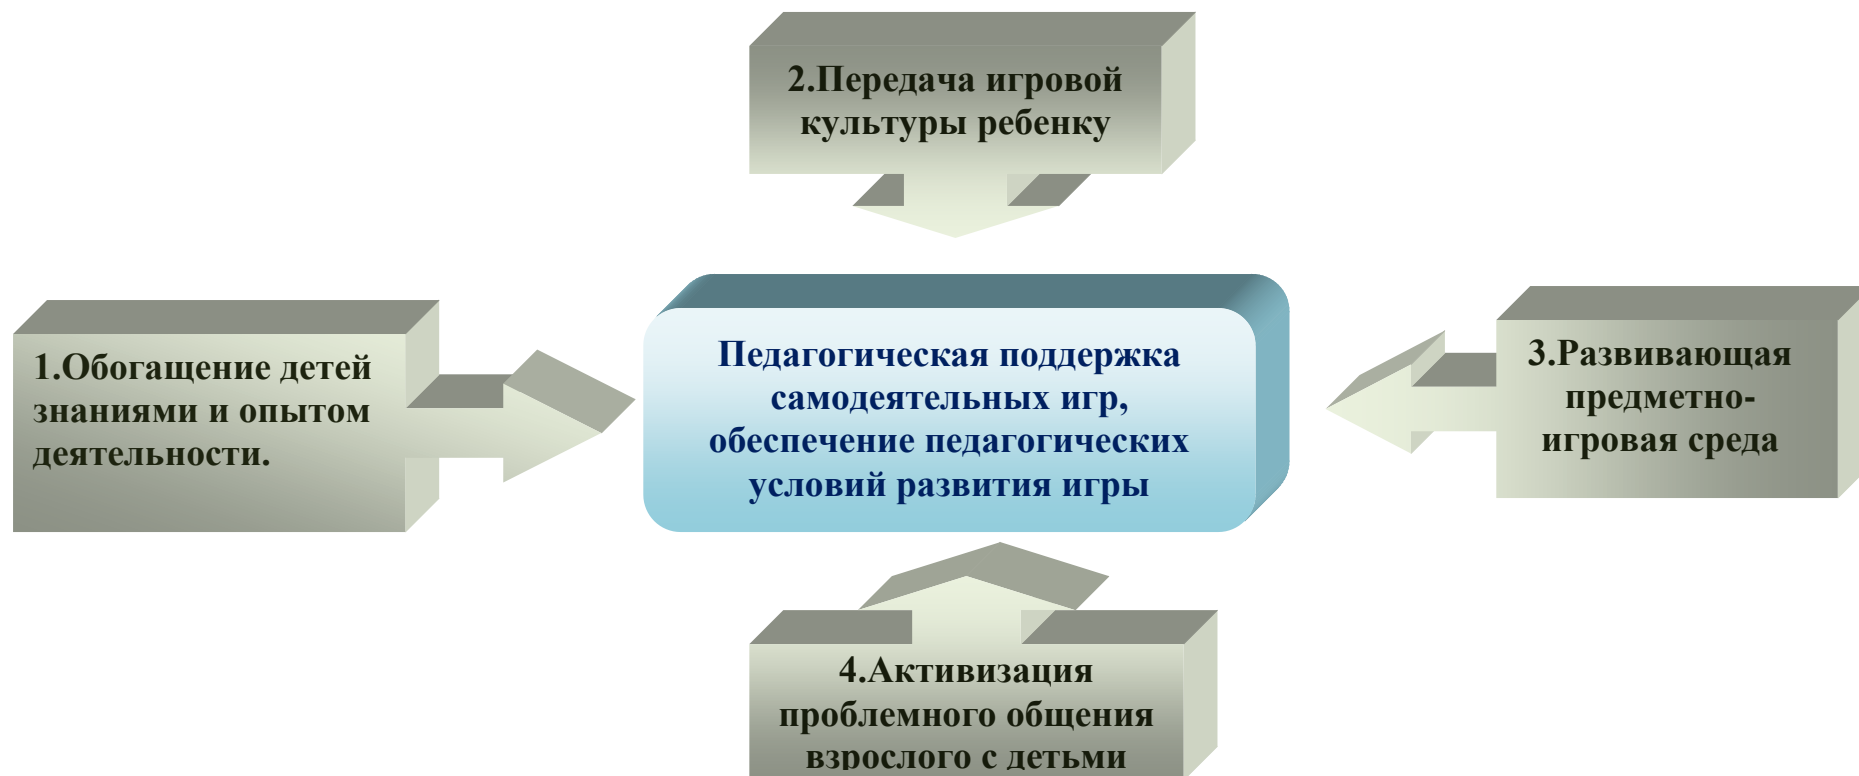 2.Передача игровой
культуры ребенку
1.Обогащение детей
знаниями и опытом
деятельности.
Педагогическая поддержка
самодеятельных игр,
обеспечение педагогических
условий развития игры
3.Развивающая
предметно-
игровая среда
4.Активизация
проблемного общения
взрослого с детьми